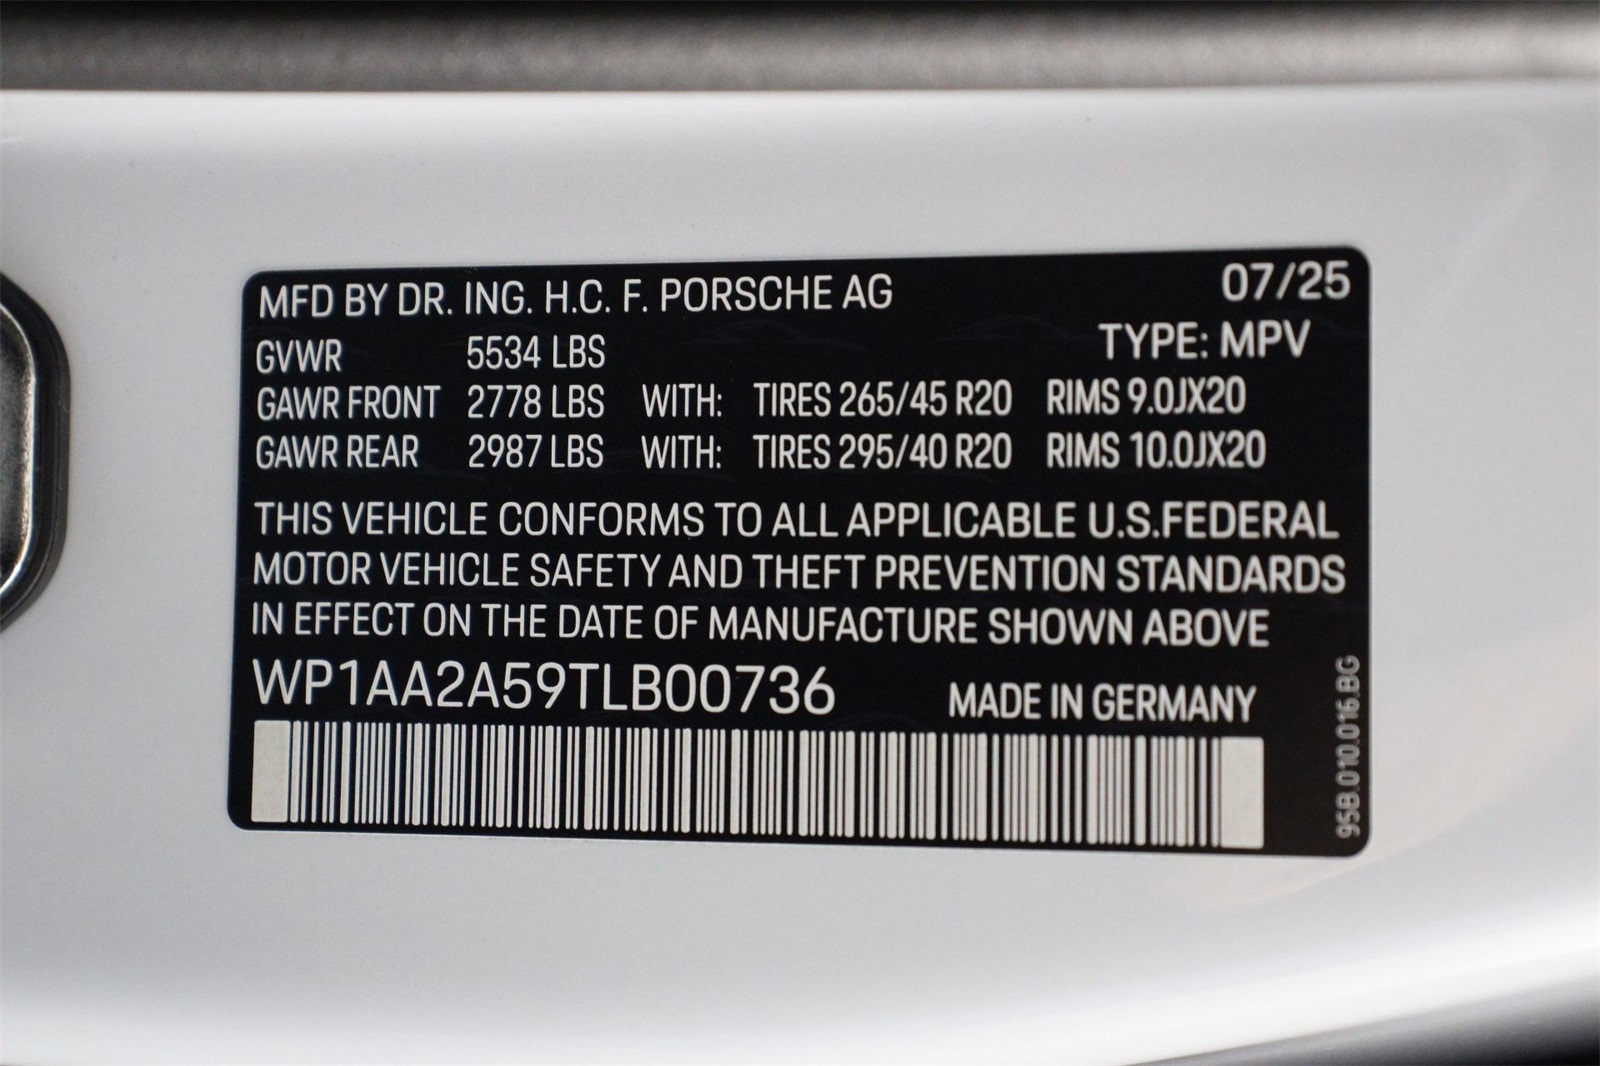 MFD BY DR. ING. H.C. F. PORSCHE AG 07/25
GVWR 5534 LBS TYPE: MPV
GAWR FRONT 2778 LBS WITH: TIRES 265/45 R20 RIMS 9.0JX20
GAWR REAR 2987 LBS WITH: TIRES 295/40 R20 RIMS 10.0JX20
THIS VEHICLE CONFORMS TO ALL APPLICABLE U.S.FEDERAL
MOTOR VEHICLE SAFETY AND THEFT PREVENTION STANDARDS
IN EFFECT ON THE DATE OF MANUFACTURE SHOWN ABOVE
WP1AA2A59TLB00736 MADE IN GERMANY
95B.010.016.BG